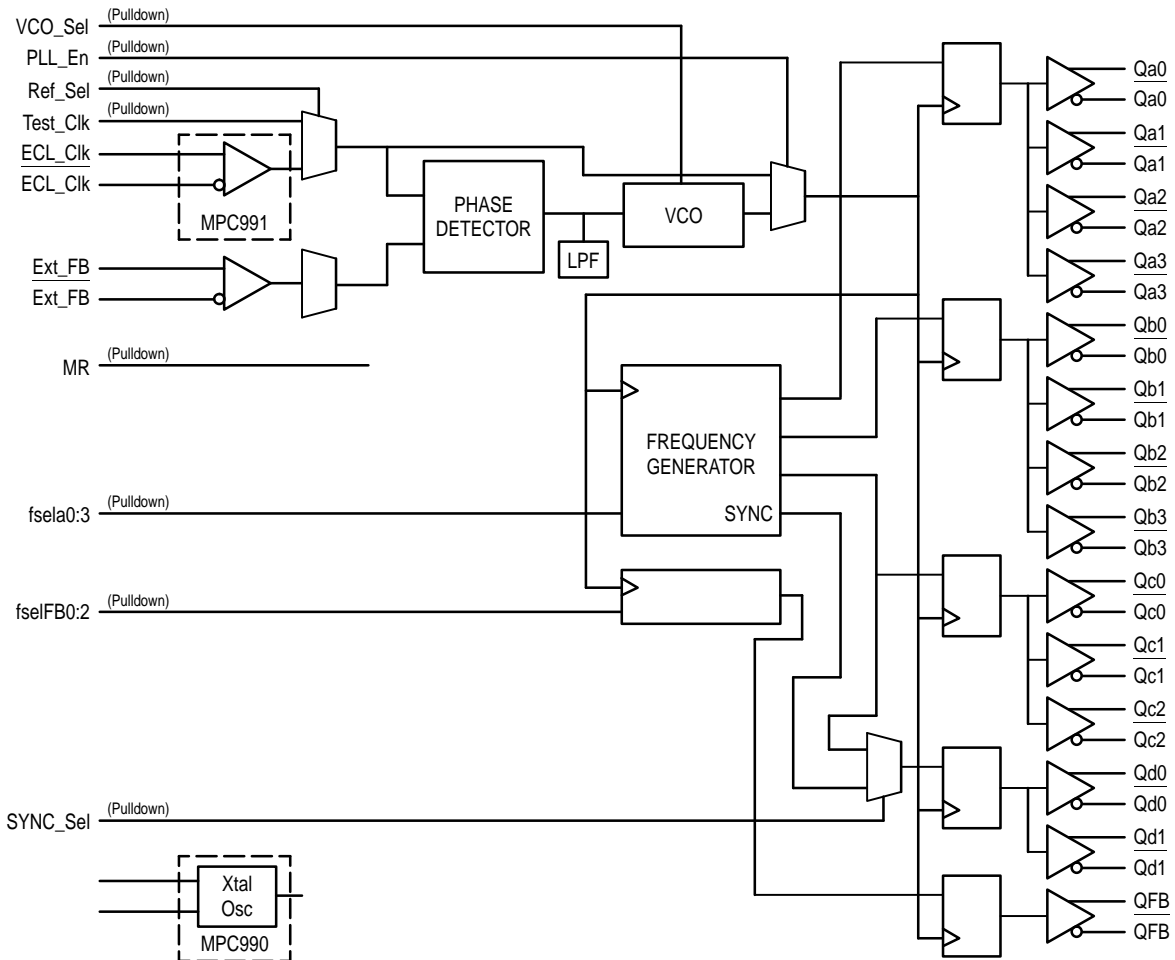 VCO_Sel (Pulldown)
PLL_En (Pulldown)
Ref_Sel (Pulldown)
Test_Clk (Pulldown)
ECL_Clk
ECL_Clk
MPC991
Ext_FB
Ext_FB
MR (Pulldown)
fsela0:3 (Pulldown)
fselFB0:2 (Pulldown)
SYNC_Sel (Pulldown)
Xtal
Osc
MPC990
PHASE
DETECTOR
LPF
VCO
FREQUENCY
GENERATOR
SYNC
Qa0
Qa0
Qa1
Qa1
Qa2
Qa2
Qa3
Qa3
Qb0
Qb0
Qb1
Qb1
Qb2
Qb2
Qb3
Qb3
Qc0
Qc0
Qc1
Qc1
Qc2
Qc2
Qd0
Qd0
Qd1
Qd1
QFB
QFB